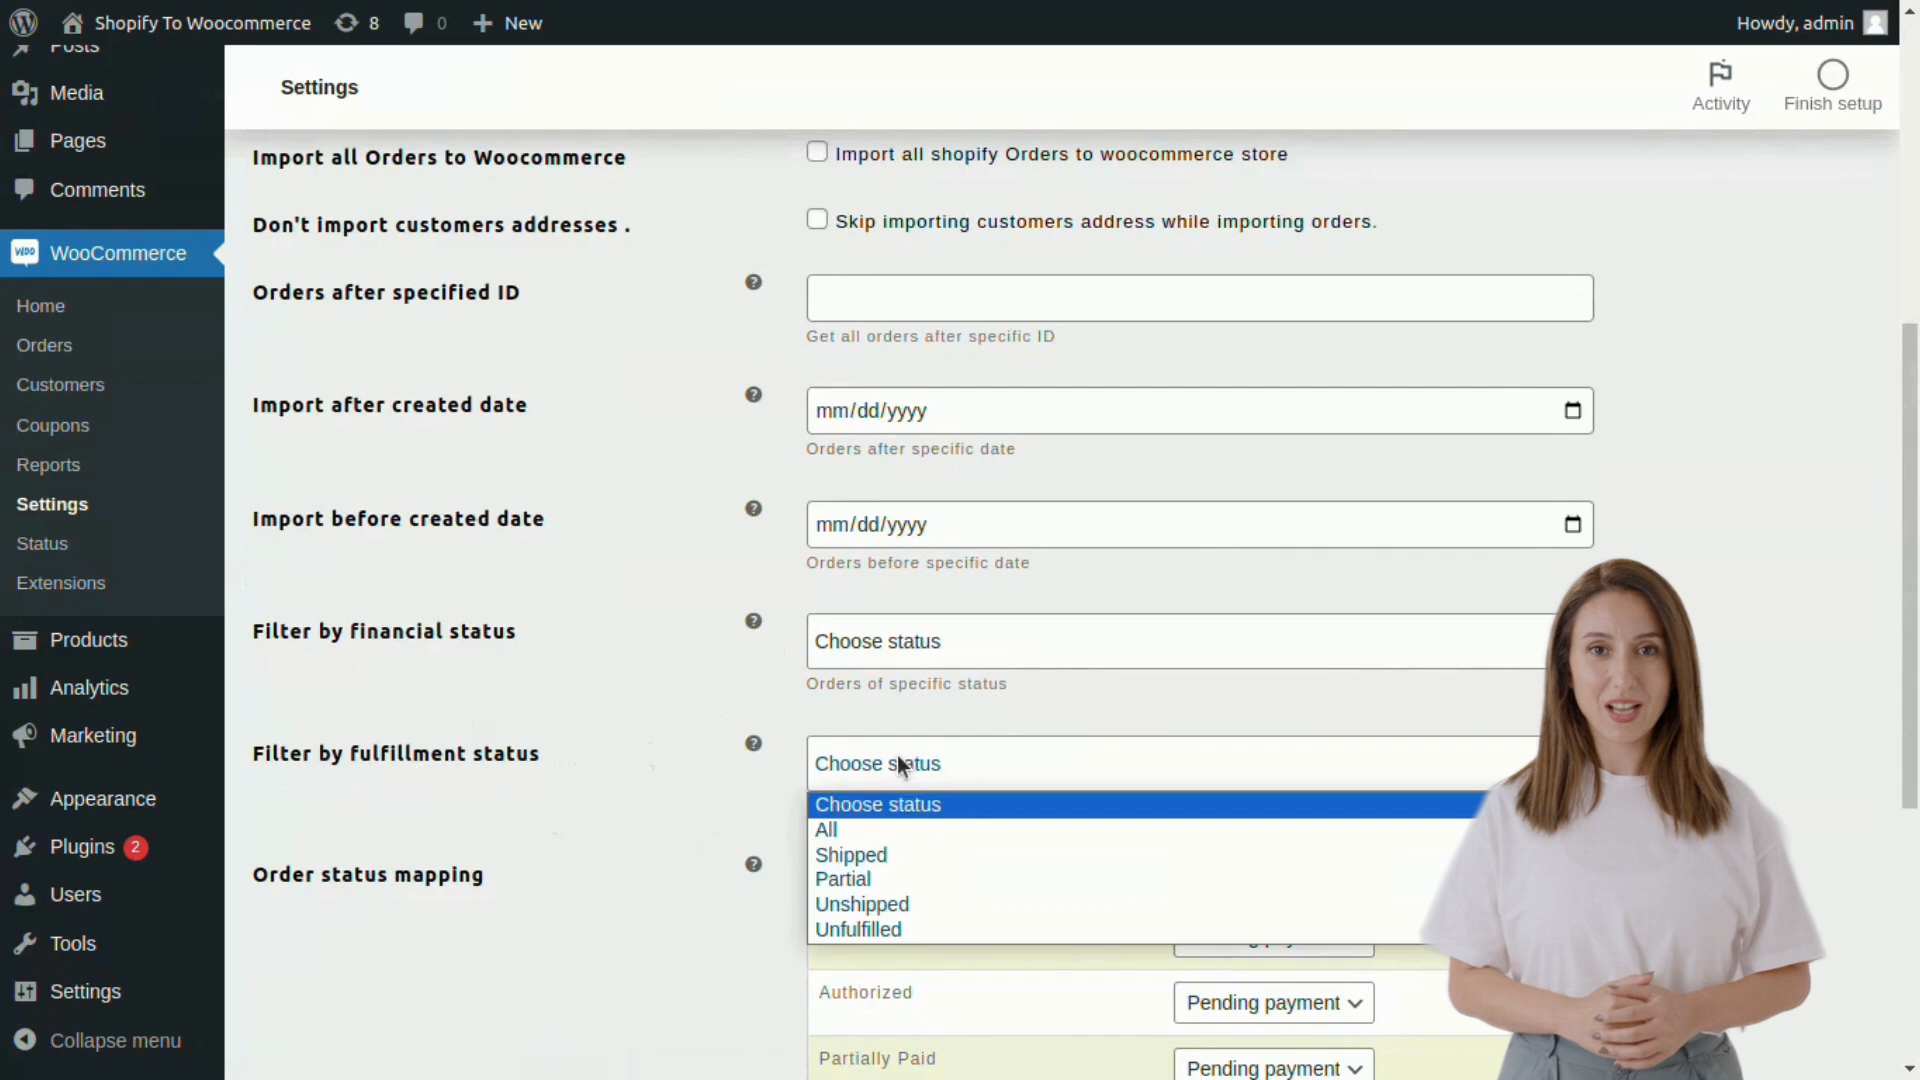 Shopify To Woocommerce
8
0
New
Howdy, admin
Posts
Media
Pages
Comments
WooCommerce
Home
Orders
Customers
Coupons
Reports
Settings
Status
Extensions
Products
Analytics
Marketing
Appearance
Plugins 2
Users
Tools
Settings
Collapse menu
Settings
Activity
Finish setup
Import all Orders to Woocommerce
Import all shopify Orders to woocommerce store
Don't import customers addresses .
Skip importing customers address while importing orders.
Orders after specified ID
Get all orders after specific ID
Import after created date
mm/dd/yyyy
Orders after specific date
Import before created date
mm/dd/yyyy
Orders before specific date
Filter by financial status
Choose status
Orders of specific status
Filter by fulfillment status
Choose status
Choose status
All
Shipped
Partial
Unshipped
Unfulfilled
Order status mapping
Authorized
Pending payment
Partially Paid
Pending payment